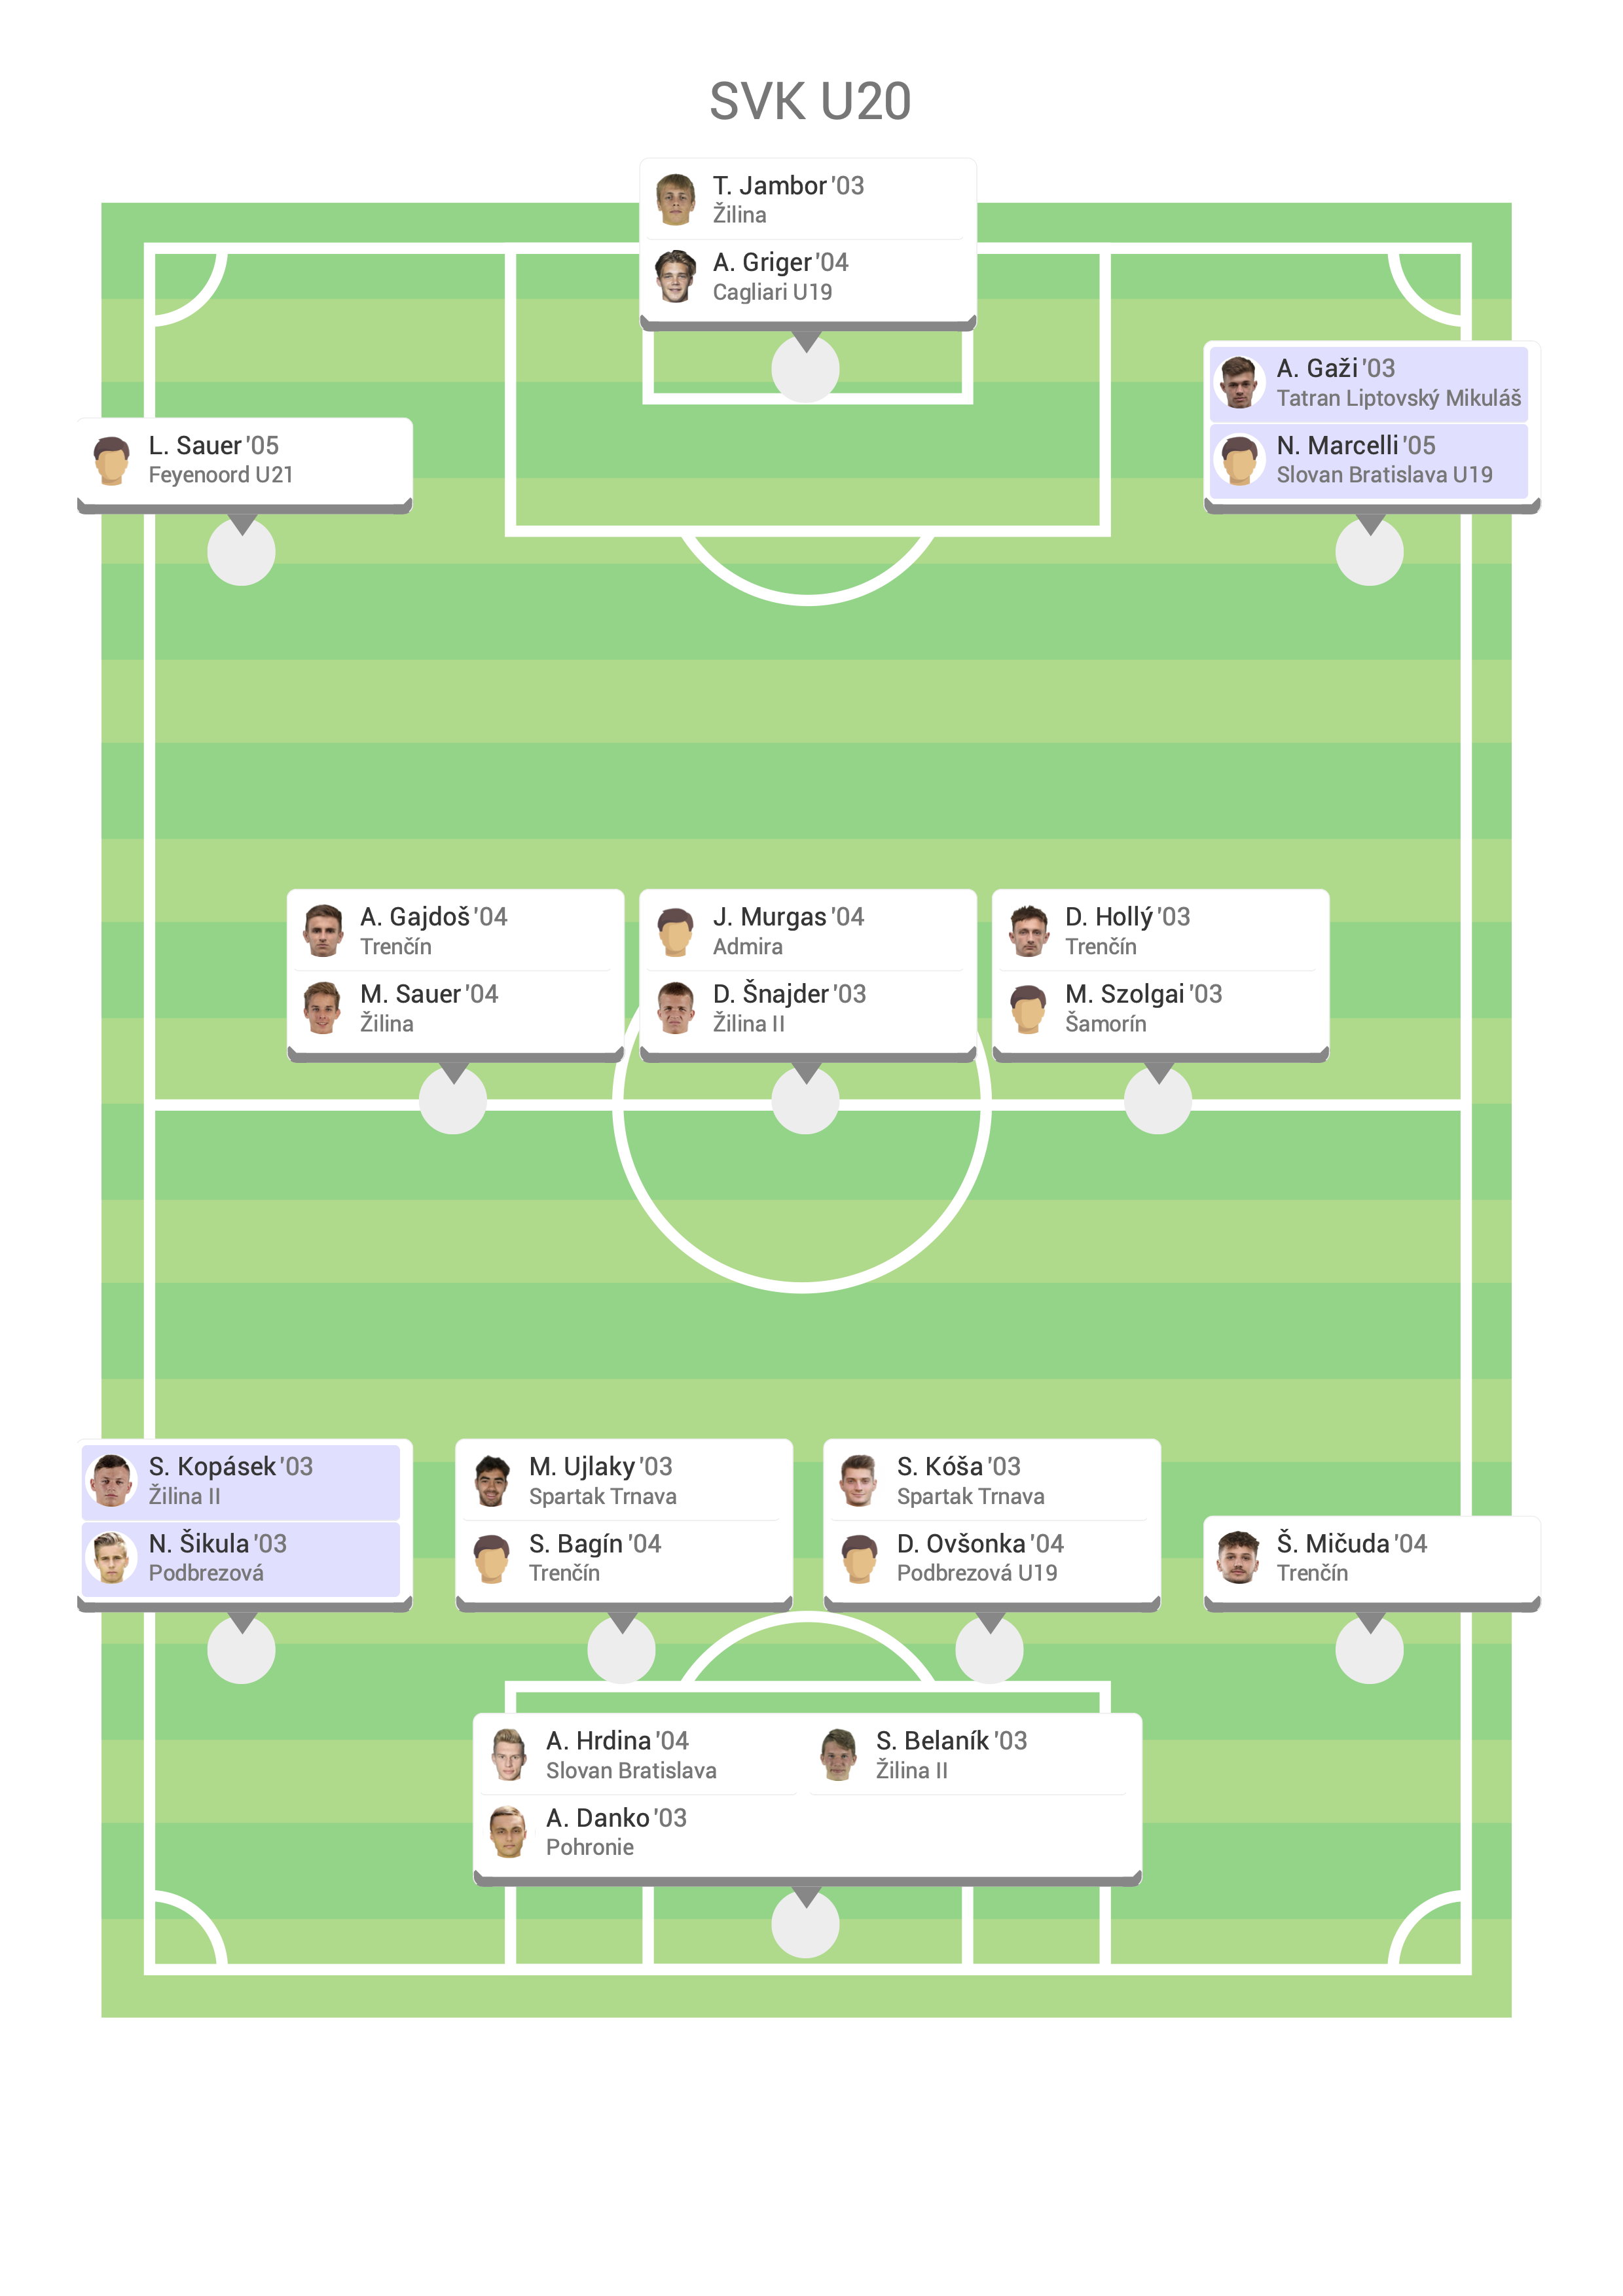 SVK U20
T. Jambor '03
Žilina
A. Griger '04
Cagliari U19
A. Gaži '03
Tatran Liptovský Mikuláš
N. Marcelli '05
Slovan Bratislava U19
L. Sauer '05
Feyenoord U21
A. Gajdoš '04
Trenčín
M. Sauer '04
Žilina
J. Murgas '04
Admira
D. Šnajder '03
Žilina II
D. Hollý '03
Trenčín
M. Szolgai '03
Šamorín
S. Kopásek '03
Žilina II
N. Šikula '03
Podbrezová
M. Ujlaky '03
Spartak Trnava
S. Bagín '04
Trenčín
S. Kóša '03
Spartak Trnava
D. Ovšonka '04
Podbrezová U19
Š. Mičuda '04
Trenčín
A. Hrdina '04
Slovan Bratislava
S. Belaník '03
Žilina II
A. Danko '03
Pohronie